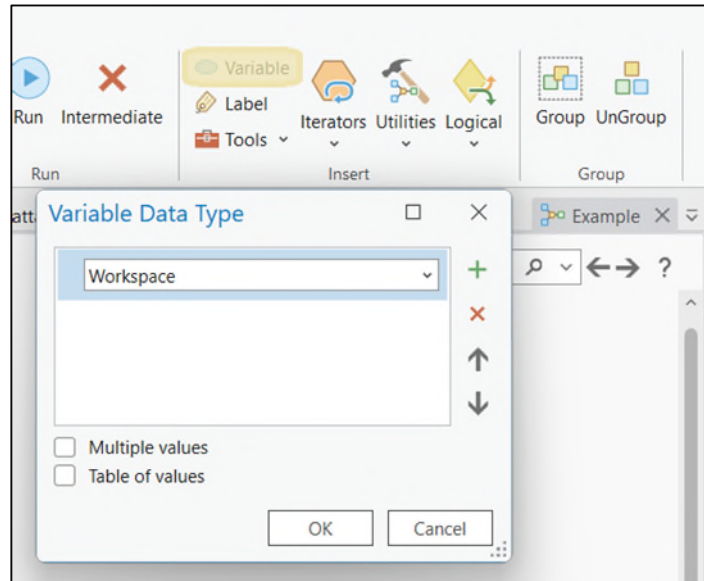 Variable
Label
Tools
Run Intermediate
Iterators Utilities Logical
Group UnGroup
Run
Insert
Group
atta
Variable Data Type
Example
Workspace
?
Multiple values
Table of values
OK Cancel